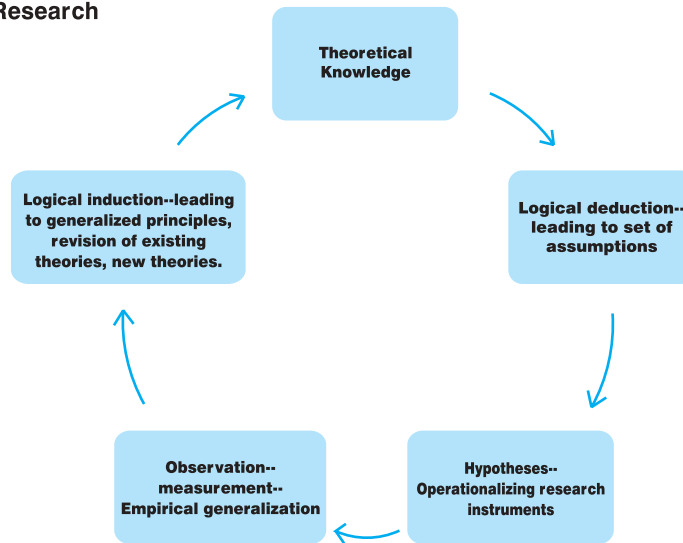 Research
Theoretical
Knowledge
Logical induction--leading
to generalized principles,
revision of existing
theories, new theories.
Logical deduction--
leading to set of
assumptions
Observation--
measurement--
Empirical generalization
Hypotheses--
Operationalizing research
instruments